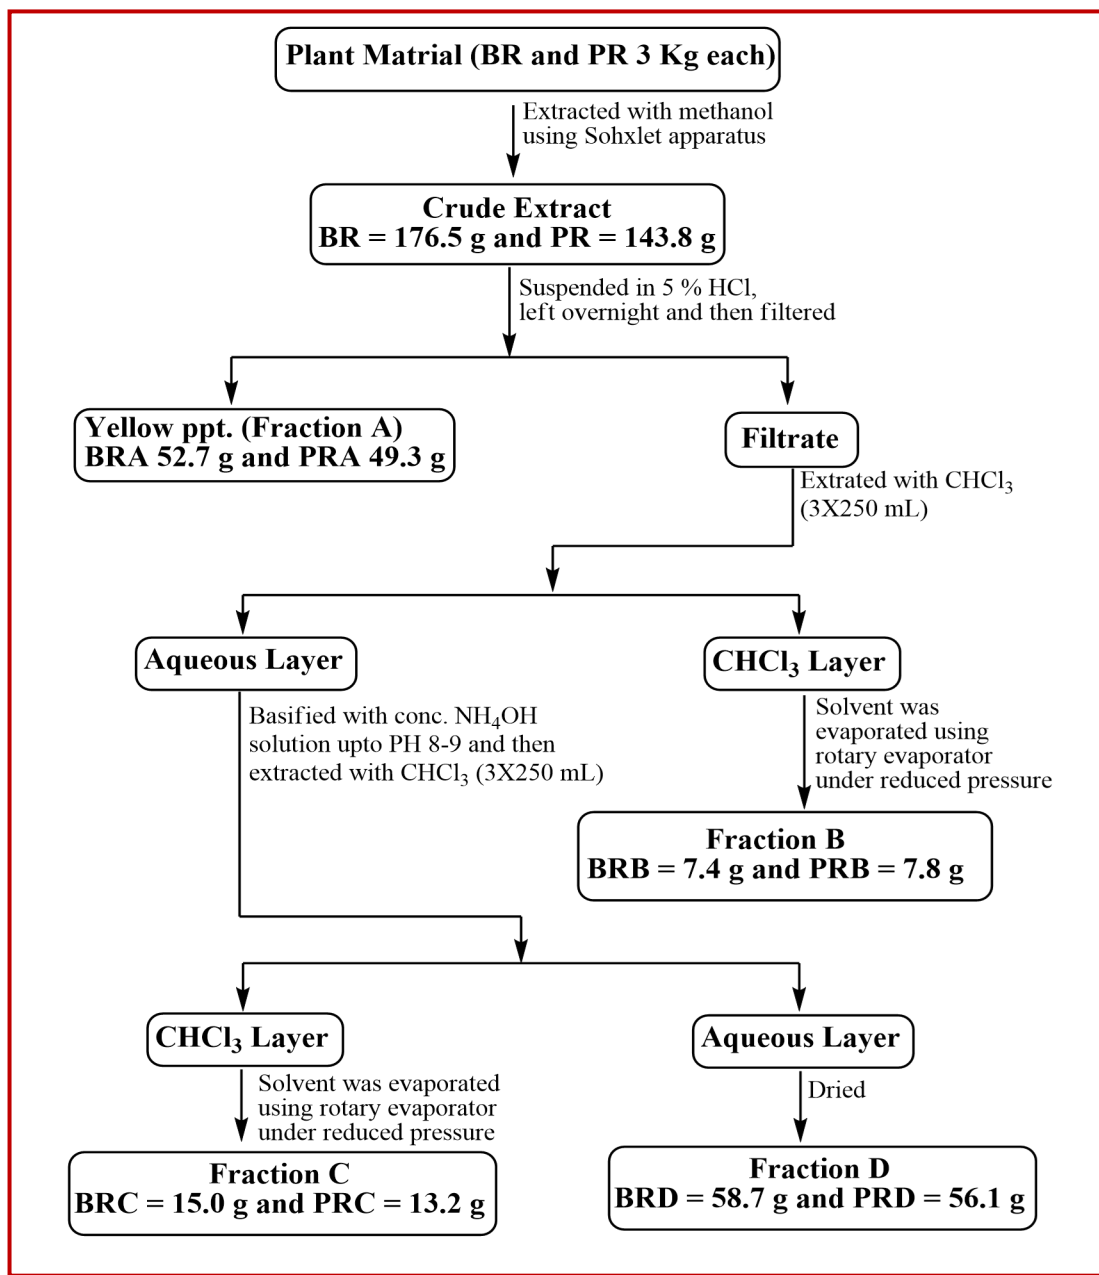 Plant Matrial (BR and PR 3 Kg each)
Extracted with methanol
using Sohxlet apparatus
Crude Extract
BR = 176.5 g and PR = 143.8 g
Suspended in 5 % HCl,
left overnight and then filtered
Yellow ppt. (Fraction A)
BRA 52.7 g and PRA 49.3 g
Filtrate
Extrated with CHCl₃
(3X250 mL)
Aqueous Layer
CHCl₃ Layer
Basified with conc. NH₄OH
solution upto PH 8-9 and then
extracted with CHCl₃ (3X250 mL)
Solvent was
evaporated using
rotary evaporator
under reduced pressure
Fraction B
BRB = 7.4 g and PRB = 7.8 g
CHCl₃ Layer
Aqueous Layer
Solvent was evaporated
using rotary evaporator
under reduced pressure
Dried
Fraction C
BRC = 15.0 g and PRC = 13.2 g
Fraction D
BRD = 58.7 g and PRD = 56.1 g